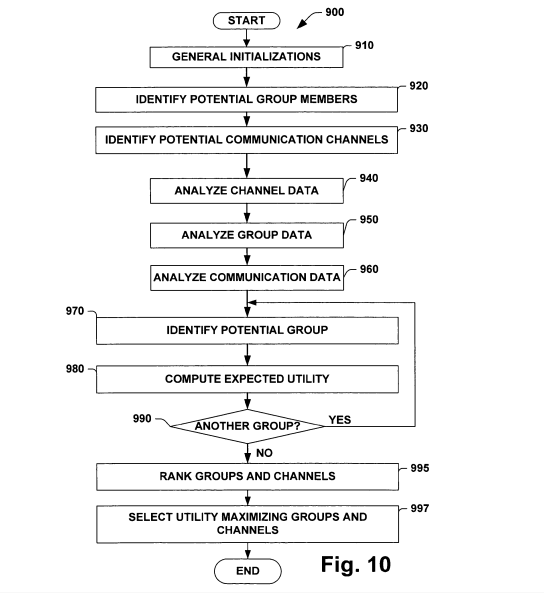 START
900
GENERAL INITIALIZATIONS
910
IDENTIFY POTENTIAL GROUP MEMBERS
920
IDENTIFY POTENTIAL COMMUNICATION CHANNELS
930
ANALYZE CHANNEL DATA
940
ANALYZE GROUP DATA
950
ANALYZE COMMUNICATION DATA
960
970
IDENTIFY POTENTIAL GROUP
980
COMPUTE EXPECTED UTILITY
990
ANOTHER GROUP?
YES
NO
RANK GROUPS AND CHANNELS
995
SELECT UTILITY MAXIMIZING GROUPS AND
CHANNELS
997
END
Fig. 10